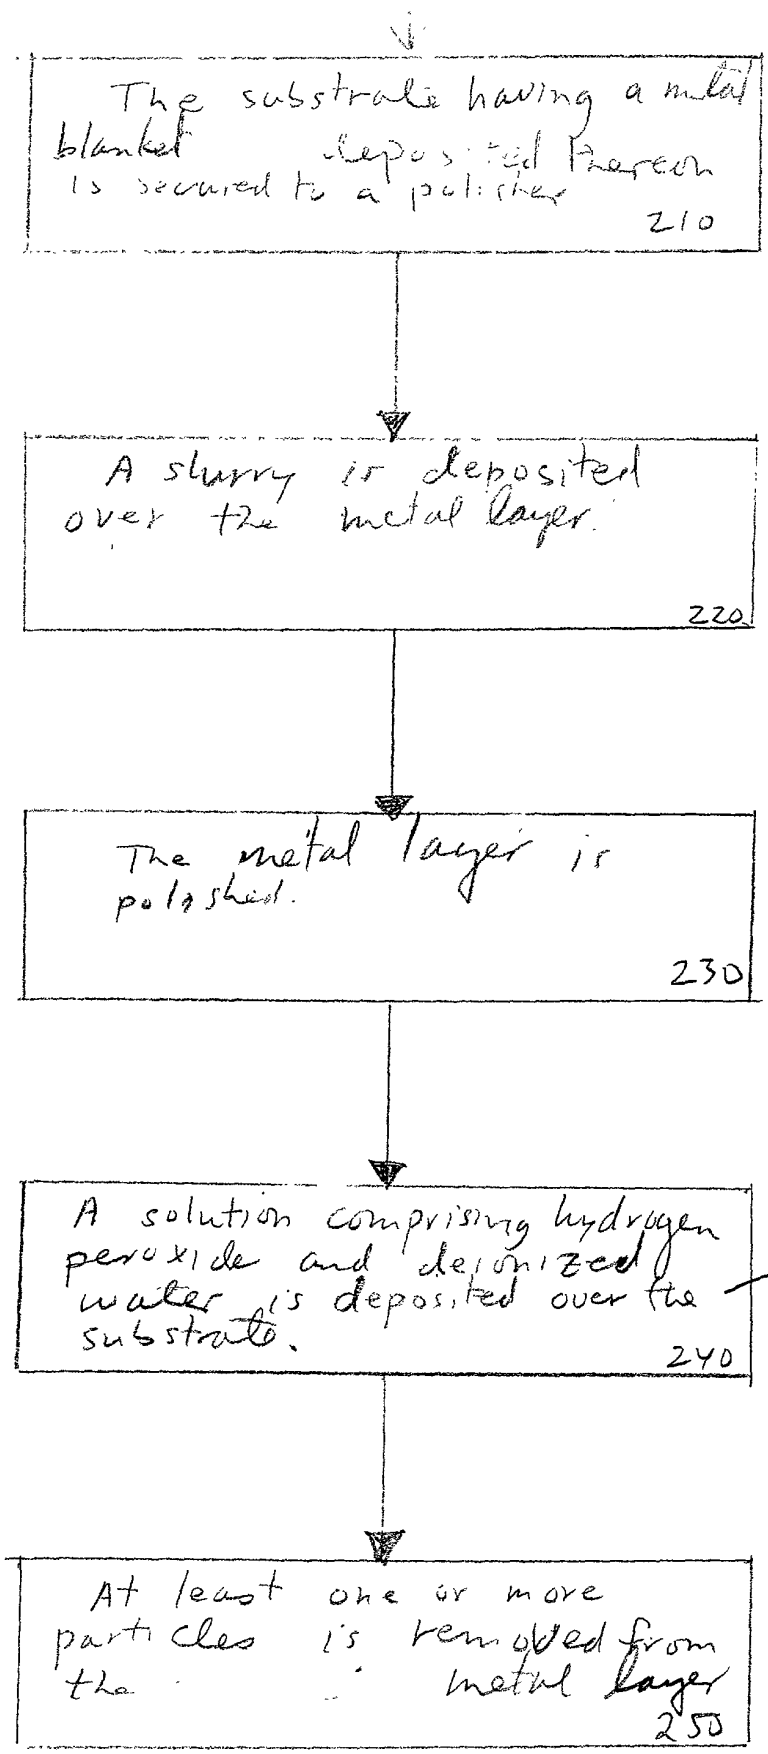 The substrate having a metal
blanket deposited thereon
is secured to a polisher
210
A slurry is deposited
over the metal layer.
220
The metal layer is
polished.
230
A solution comprising hydrogen
peroxide and deionized
water is deposited over the
substrate.
240
At least one or more
particles is removed from
the metal layer
250